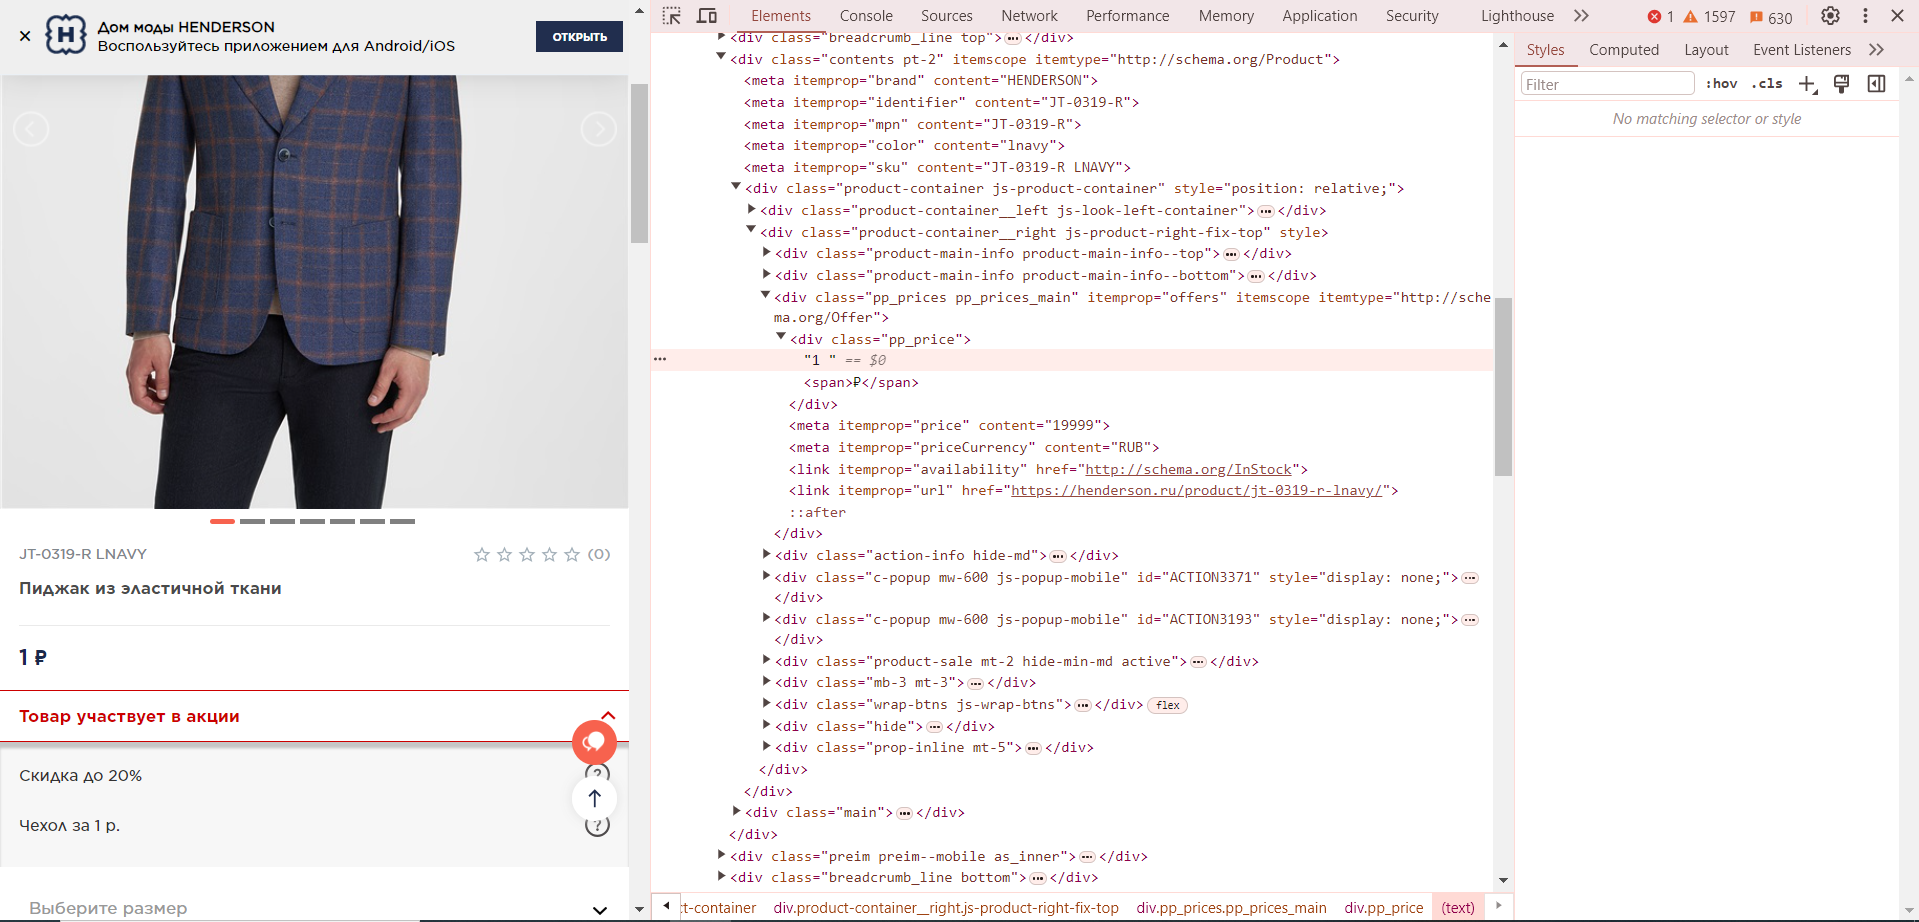 Дом моды HENDERSON
Воспользуйтесь приложением для Android/iOS
ОТКРЫТЬ
JT-0319-R LNAVY
(0)
Пиджак из эластичной ткани
1 ₽
Товар участвует в акции
Скидка до 20%
?
Чехол за 1 р.
?
Выберите размер
Elements Console Sources Network Performance Memory Application Security Lighthouse 1 1597 630
<div class="breadcrumb_line top"> </div>
<div class="contents pt-2" itemscope itemtype="http://schema.org/Product">
<meta itemprop="brand" content="HENDERSON">
<meta itemprop="identifier" content="JT-0319-R">
<meta itemprop="mpn" content="JT-0319-R">
<meta itemprop="color" content="lnavy">
<meta itemprop="sku" content="JT-0319-R LNAVY">
<div class="product-container js-product-container" style="position: relative;">
<div class="product-container__left js-look-left-container"> </div>
<div class="product-container__right js-product-right-fix-top" style>
<div class="product-main-info product-main-info--top"> </div>
<div class="product-main-info product-main-info--bottom"> </div>
<div class="pp_prices pp_prices_main" itemprop="offers" itemscope itemtype="http://sche
ma.org/Offer">
<div class="pp_price">
"1 " == $0
<span>₽</span>
</div>
<meta itemprop="price" content="19999">
<meta itemprop="priceCurrency" content="RUB">
<link itemprop="availability" href="http://schema.org/InStock">
<link itemprop="url" href="https://henderson.ru/product/jt-0319-r-lnavy/">
::after
</div>
<div class="action-info hide-md"> </div>
<div class="c-popup mw-600 js-popup-mobile" id="ACTION3371" style="display: none;">
</div>
<div class="c-popup mw-600 js-popup-mobile" id="ACTION3193" style="display: none;">
</div>
<div class="product-sale mt-2 hide-min-md active"> </div>
<div class="mb-3 mt-3"> </div>
<div class="wrap-btns js-wrap-btns"> </div> flex
<div class="hide"> </div>
<div class="prop-inline mt-5"> </div>
</div>
</div>
<div class="main"> </div>
</div>
<div class="preim preim--mobile as_inner"> </div>
<div class="breadcrumb_line bottom"> </div>
ct-container div.product-container__right.js-product-right-fix-top div.pp_prices.pp_prices_main div.pp_price (text)
Styles Computed Layout Event Listeners
Filter :hov .cls
No matching selector or style